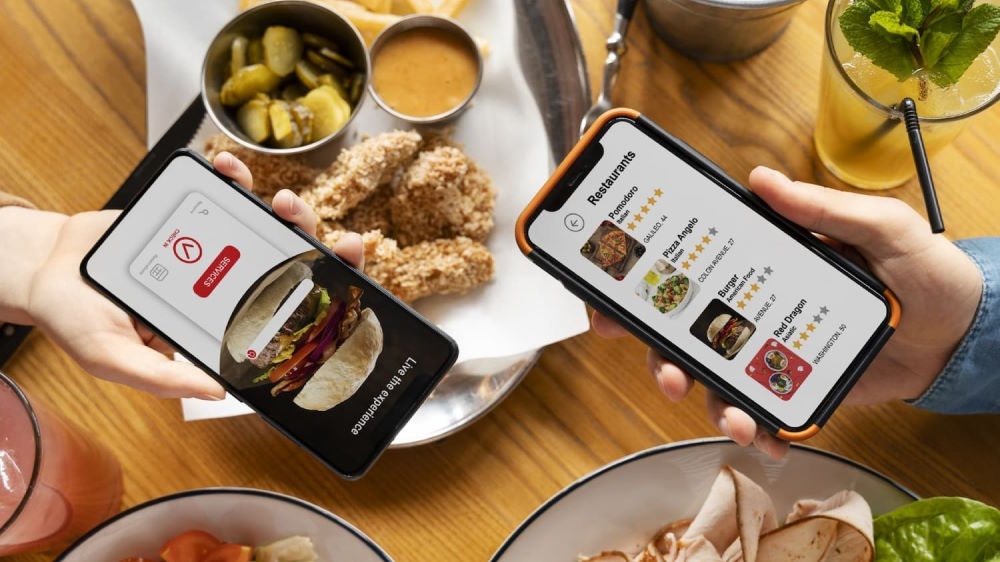 CHECK IN
SERVICES
Live the experience
Restaurants
Pomodoro
Italian
GALILEO, 44
Pizza Angelo
Italian
COLON AVENUE, 27
Burger
American Food
AVENUE, 27
Red Dragon
Asiatic
WASHINGTON, 50